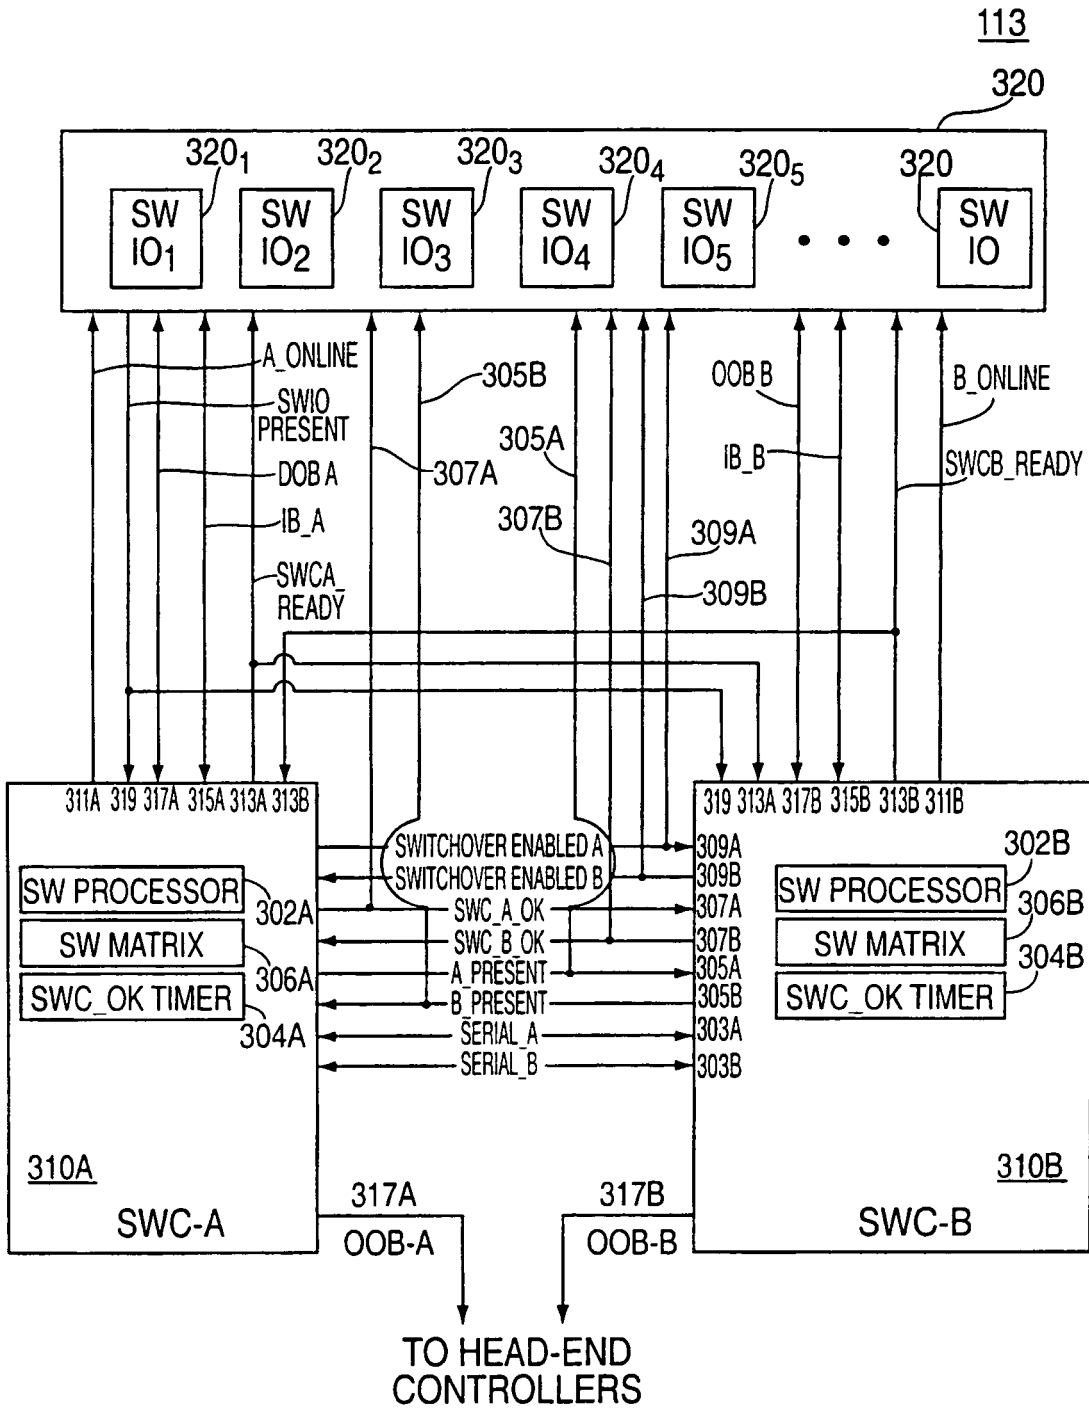 113
320
320₁
320₂
320₃
320₄
320₅
320
SW
IO₁
SW
IO₂
SW
IO₃
SW
IO₄
SW
IO₅
• • •
SW
IO
A_ONLINE
SWIO
PRESENT
DOB A
IB_A
SWCA_
READY
305B
307A
305A
307B
309A
309B
OOB B
IB_B
B_ONLINE
SWCB_READY
311A
319
317A
315A
313A
313B
319
313A
317B
315B
313B
311B
SWITCHOVER ENABLED A
309A
SWITCHOVER ENABLED B
309B
SWC_A_OK
307A
SWC_B_OK
307B
A_PRESENT
305A
B_PRESENT
305B
SERIAL_A
303A
SERIAL_B
303B
SW PROCESSOR
302A
SW MATRIX
306A
SWC_OK TIMER
304A
302B
SW PROCESSOR
306B
SW MATRIX
304B
SWC_OK TIMER
310A
SWC-A
310B
SWC-B
317A
OOB-A
317B
OOB-B
TO HEAD-END
CONTROLLERS